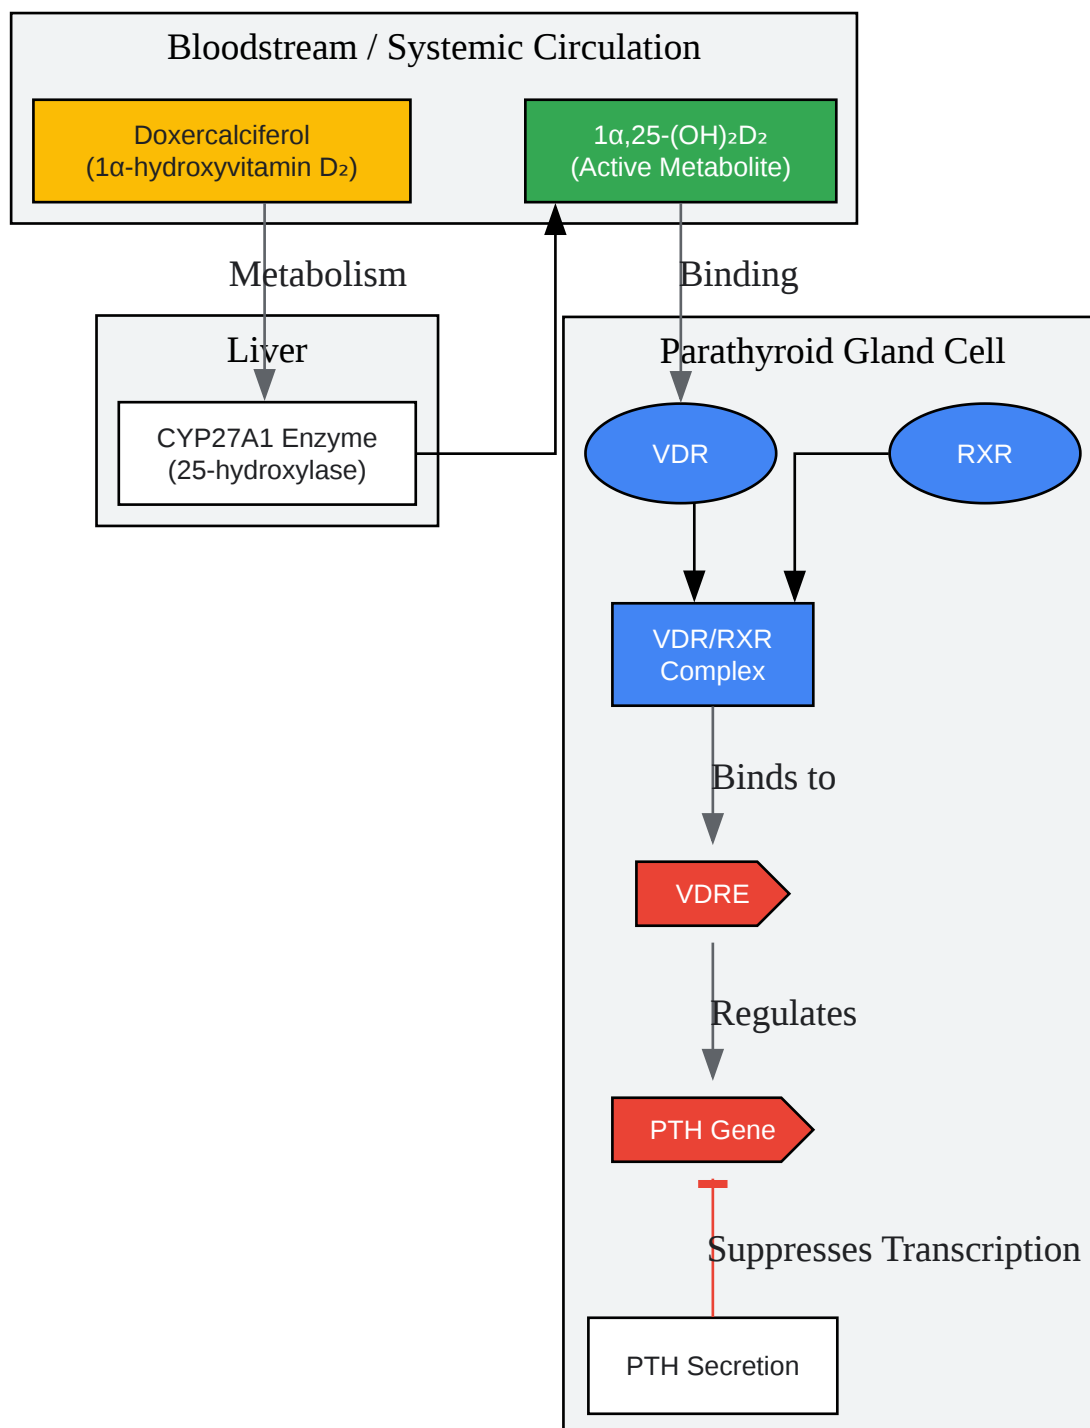 Bloodstream / Systemic Circulation
Doxercalciferol
(1α-hydroxyvitamin D₂)
1α,25-(OH)₂D₂
(Active Metabolite)
Metabolism
Binding
Liver
Parathyroid Gland Cell
CYP27A1 Enzyme
(25-hydroxylase)
VDR
RXR
VDR/RXR
Complex
Binds to
VDRE
Regulates
PTH Gene
Suppresses Transcription
PTH Secretion